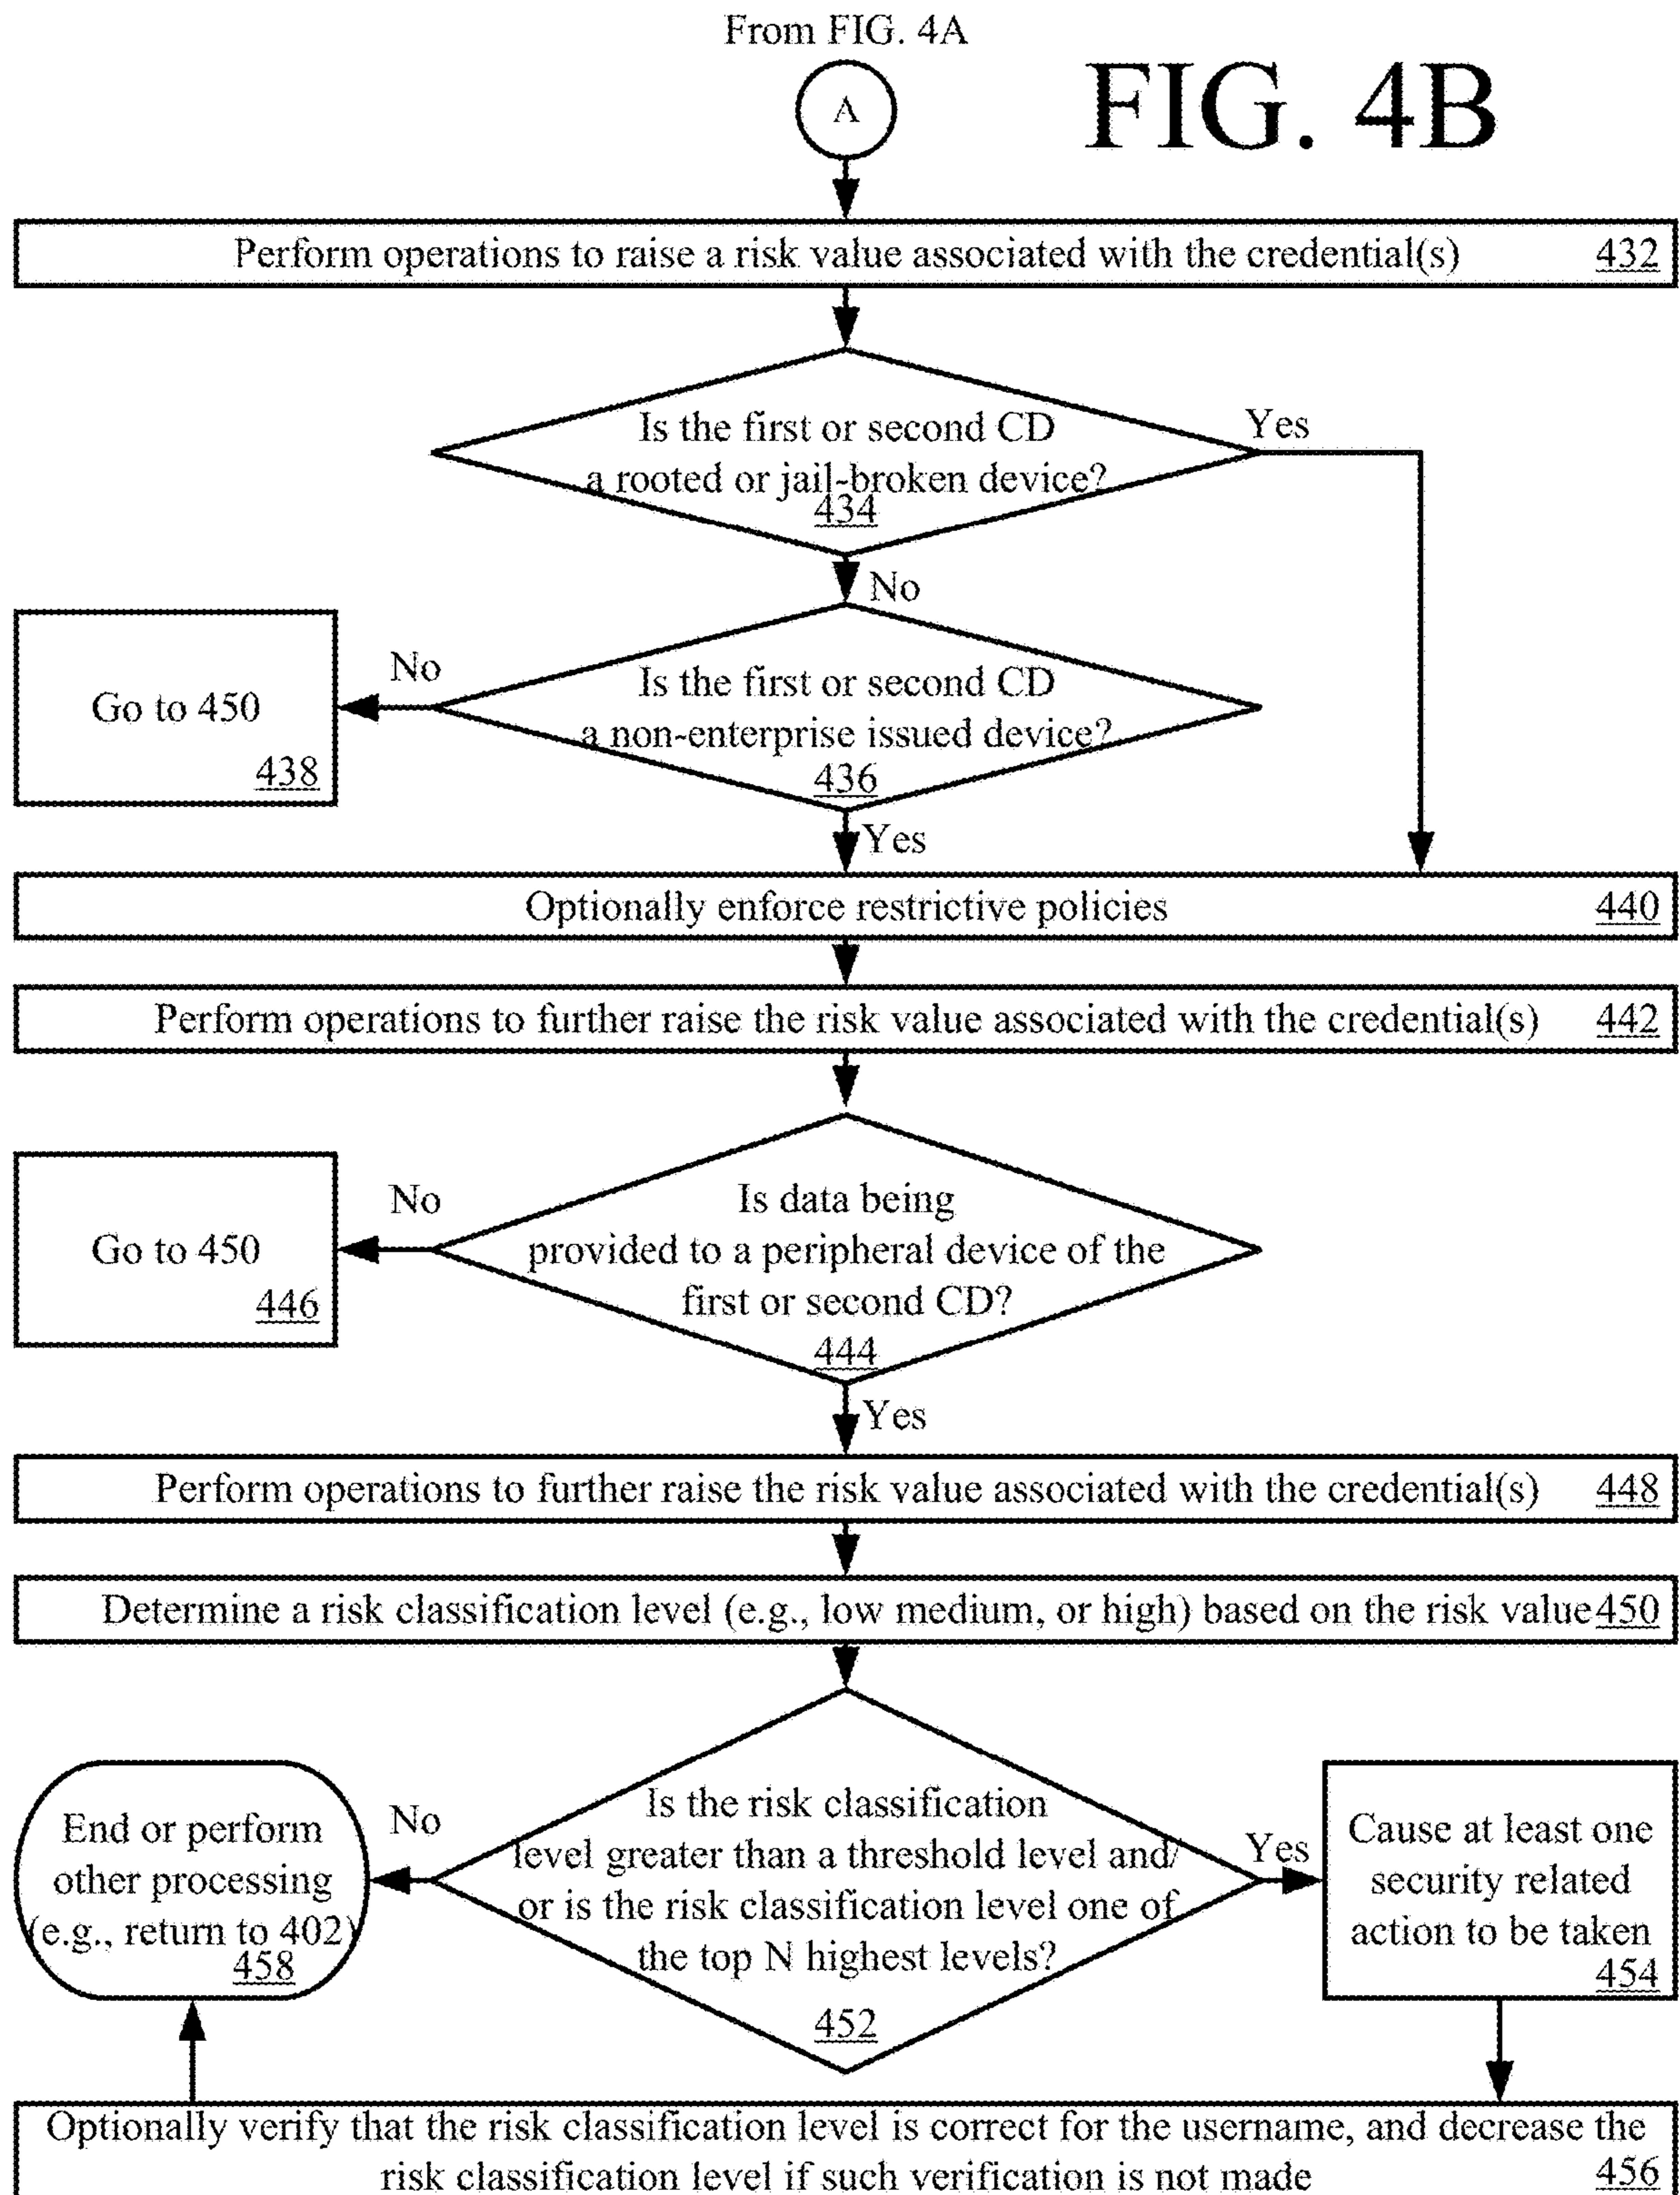 From FIG. 4A
FIG. 4B
A
Perform operations to raise a risk value associated with the credential(s) 432
Is the first or second CD
a rooted or jail-broken device?
434
Yes
No
Is the first or second CD
a non-enterprise issued device?
436
No
Go to 450
438
Yes
Optionally enforce restrictive policies 440
Perform operations to further raise the risk value associated with the credential(s) 442
Is data being
provided to a peripheral device of the
first or second CD?
444
No
Go to 450
446
Yes
Perform operations to further raise the risk value associated with the credential(s) 448
Determine a risk classification level (e.g., low medium, or high) based on the risk value 450
Is the risk classification
level greater than a threshold level and/
or is the risk classification level one of
the top N highest levels?
452
No
End or perform
other processing
(e.g., return to 402)
458
Yes
Cause at least one
security related
action to be taken
454
Optionally verify that the risk classification level is correct for the username, and decrease the
risk classification level if such verification is not made 456